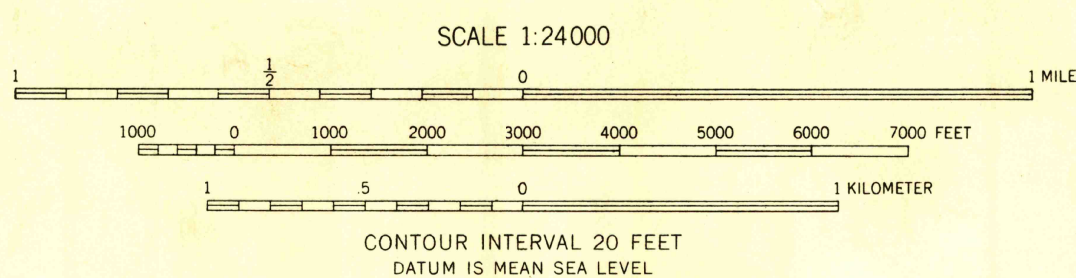 SCALE 1:24000
1 ½ 0 1 MILE
1000 0 1000 2000 3000 4000 5000 6000 7000 FEET
1 .5 0 1 KILOMETER
CONTOUR INTERVAL 20 FEET
DATUM IS MEAN SEA LEVEL